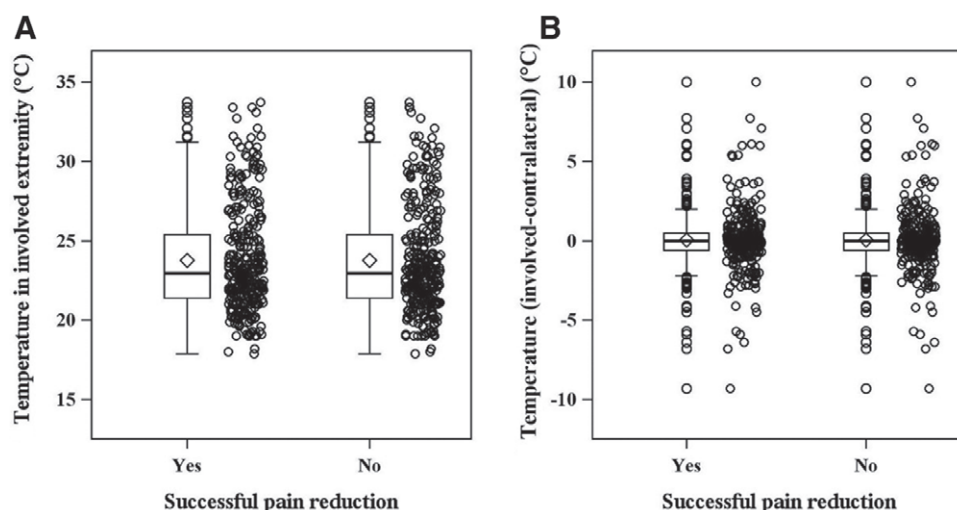 A
Temperature in involved extremity (°C)
35
30
25
20
15
Yes
No
Successful pain reduction
B
Temperature (involved-contralateral) (°C)
10
5
0
-5
-10
Yes
No
Successful pain reduction